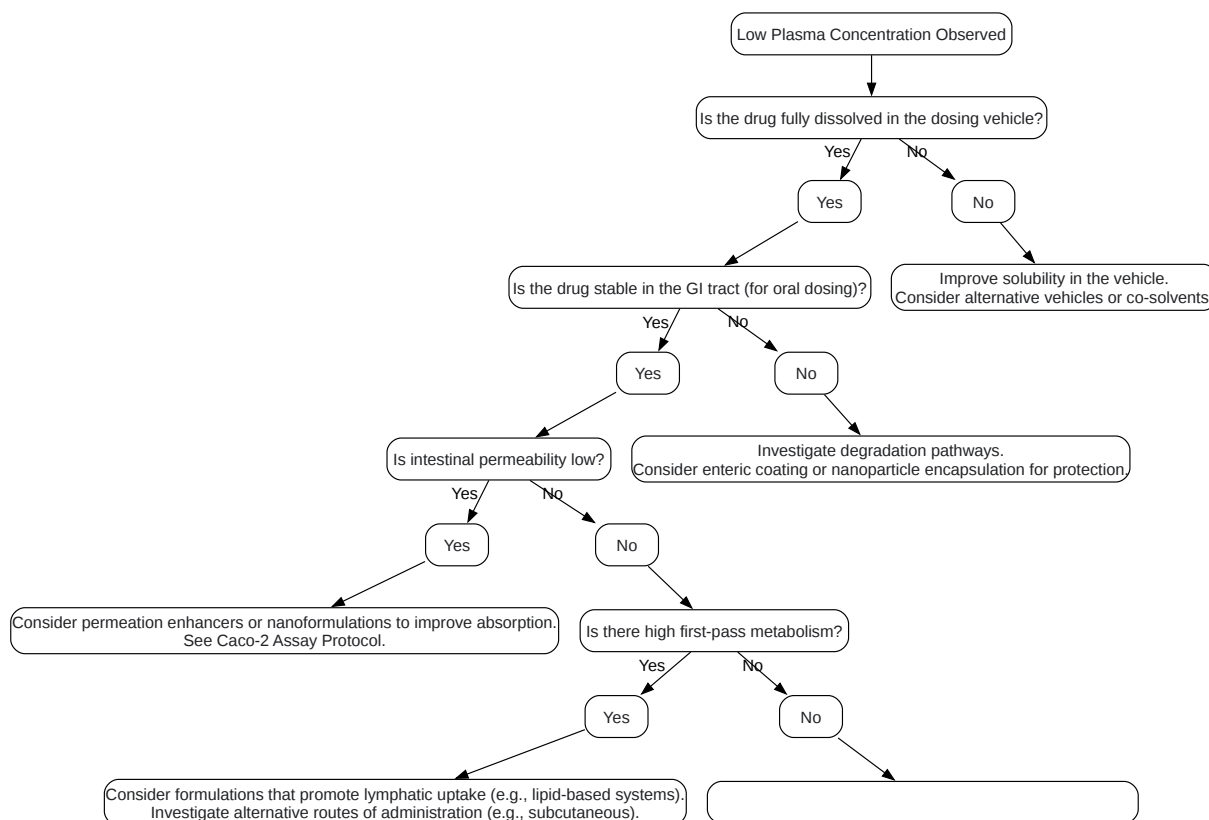 Low Plasma Concentration Observed
Is the drug fully dissolved in the dosing vehicle?
Yes
No
Yes
No
Is the drug stable in the GI tract (for oral dosing)?
Improve solubility in the vehicle.
Consider alternative vehicles or co-solvents
Yes
No
Yes
No
Is intestinal permeability low?
Investigate degradation pathways.
Consider enteric coating or nanoparticle encapsulation for protection.
Yes
No
Yes
No
Consider permeation enhancers or nanoformulations to improve absorption.
See Caco-2 Assay Protocol.
Is there high first-pass metabolism?
Yes
No
Yes
No
Consider formulations that promote lymphatic uptake (e.g., lipid-based systems).
Investigate alternative routes of administration (e.g., subcutaneous).